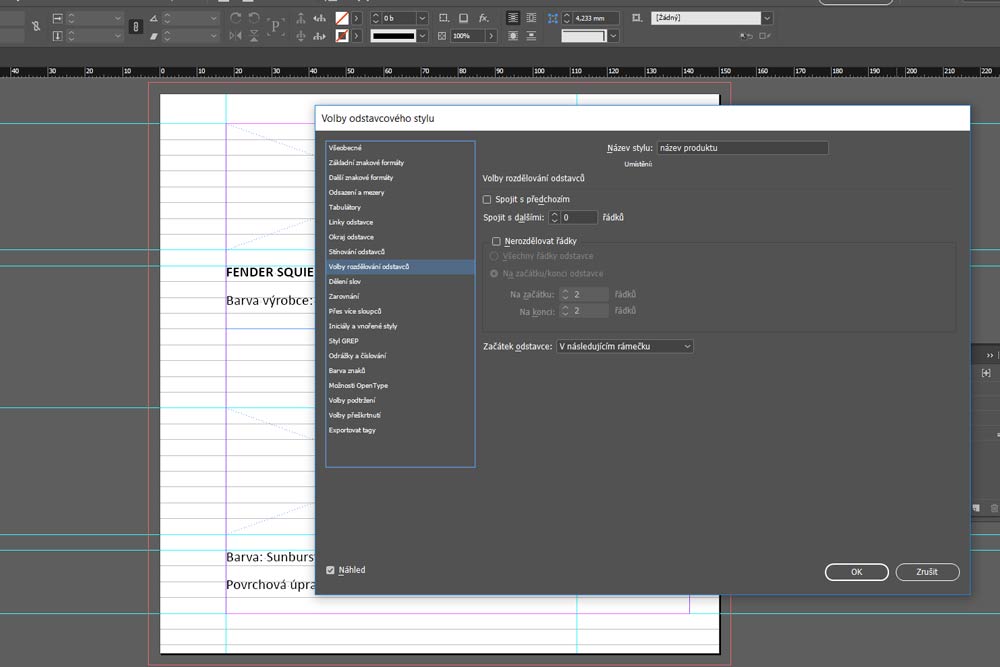 0 b
fx.
4,233 mm
[Žádný]
P
100%
40 30 20 10 0 10 20 30 40 50 60 70 80 90 100 110 120 130 140 150 160 170 180 190 200 210 220
Volby odstavcového stylu
Všeobecné
Základní znakové formáty
Další znakové formáty
Odsazení a mezery
Tabulátory
Linky odstavce
Okraj odstavce
Stínování odstavců
Volby rozdělování odstavců
Dělení slov
Zarovnání
Přes více sloupců
Iniciály a vnořené styly
Styl GREP
Odrážky a číslování
Barva znaků
Možnosti OpenType
Volby podtržení
Volby přeškrtnutí
Exportovat tagy
Název stylu: název produktu
Umístění:
Volby rozdělování odstavců
Spojit s předchozím
Spojit s dalšími: 0 řádků
Nerozdělovat řádky
Všechny řádky odstavce
Na začátku/konci odstavce
Na začátku: 2 řádků
Na konci: 2 řádků
Začátek odstavce: V následujícím rámečku
Náhled
OK
Zrušit
FENDER SQUIE
Barva výrobce:
Barva: Sunburs
Povrchová úpra